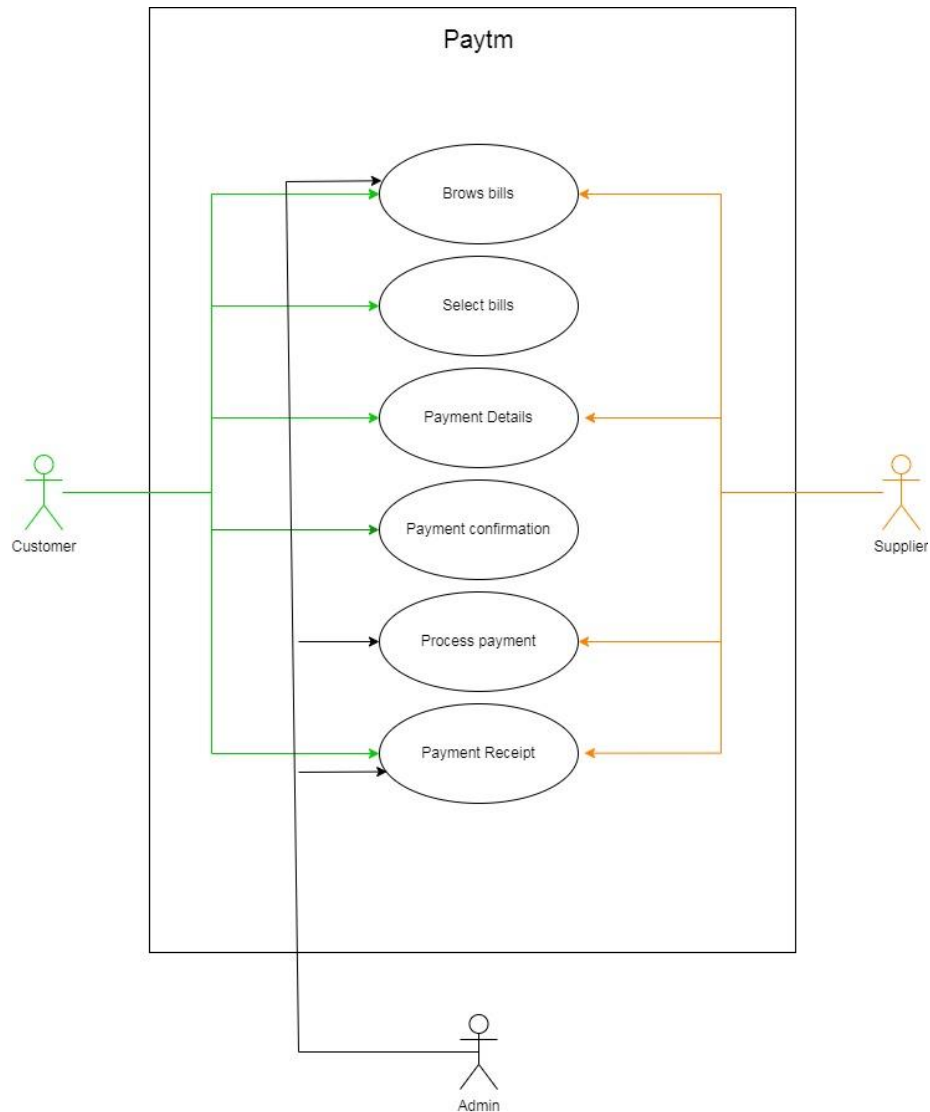 Paytm
Brows bills
Select bills
Payment Details
Payment confirmation
Customer
Supplier
Process payment
Payment Receipt
Admin